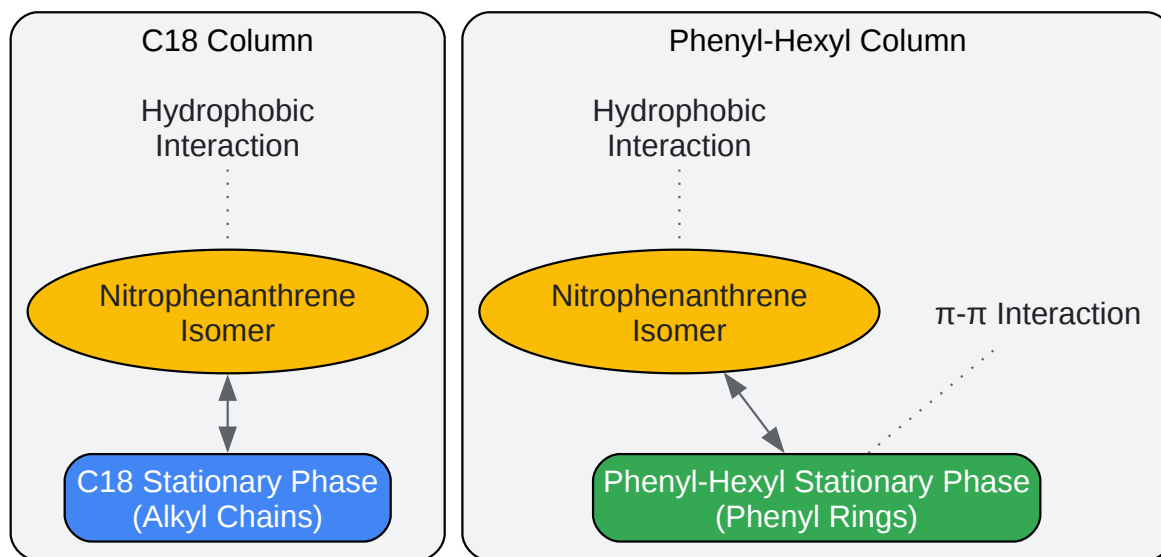 C18 Column
Hydrophobic
Interaction
Nitrophenanthrene
Isomer
C18 Stationary Phase
(Alkyl Chains)
Phenyl-Hexyl Column
Hydrophobic
Interaction
Nitrophenanthrene
Isomer
π-π Interaction
Phenyl-Hexyl Stationary Phase
(Phenyl Rings)